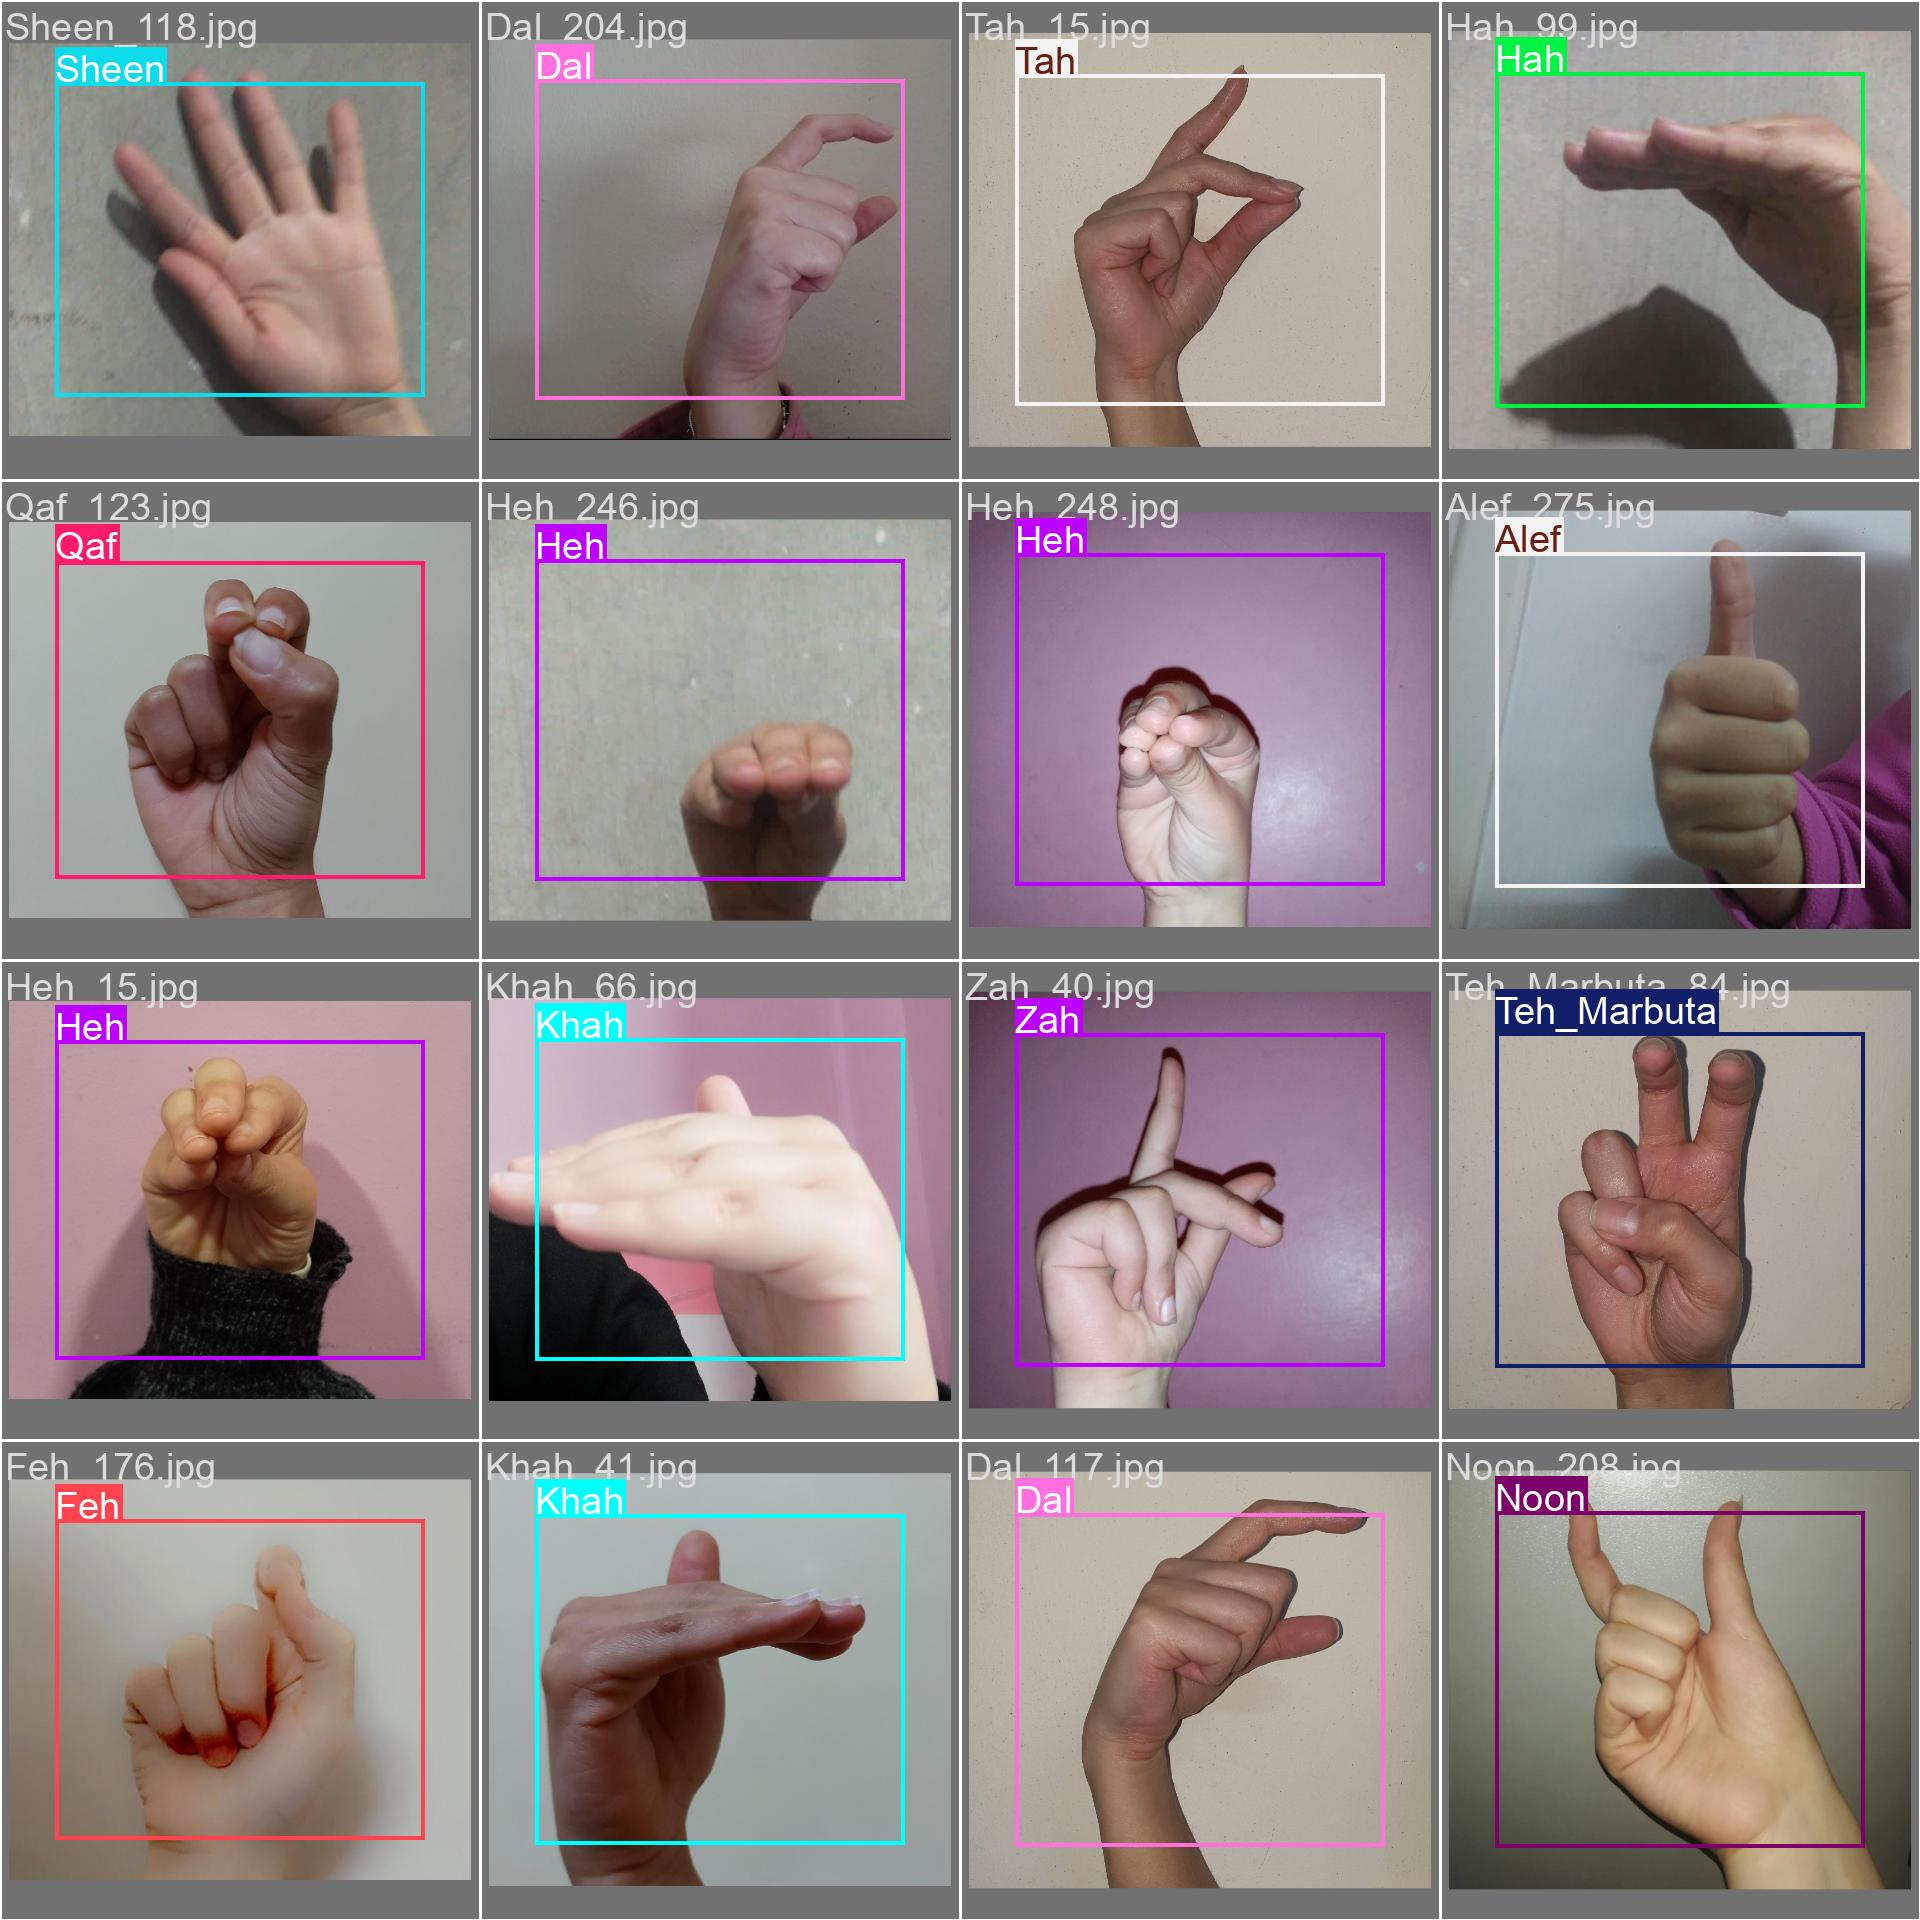 Sheen_118.jpg
Sheen
Dal_204.jpg
Dal
Tah_15.jpg
Tah
Hah_99.jpg
Hah
Qaf_123.jpg
Qaf
Heh_246.jpg
Heh
Heh_248.jpg
Heh
Alef_275.jpg
Alef
Heh_15.jpg
Heh
Khah_66.jpg
Khah
Zah_40.jpg
Zah
Teh_Marbuta_84.jpg
Teh_Marbuta
Feh_176.jpg
Feh
Khah_41.jpg
Khah
Dal_117.jpg
Dal
Noon_208.jpg
Noon